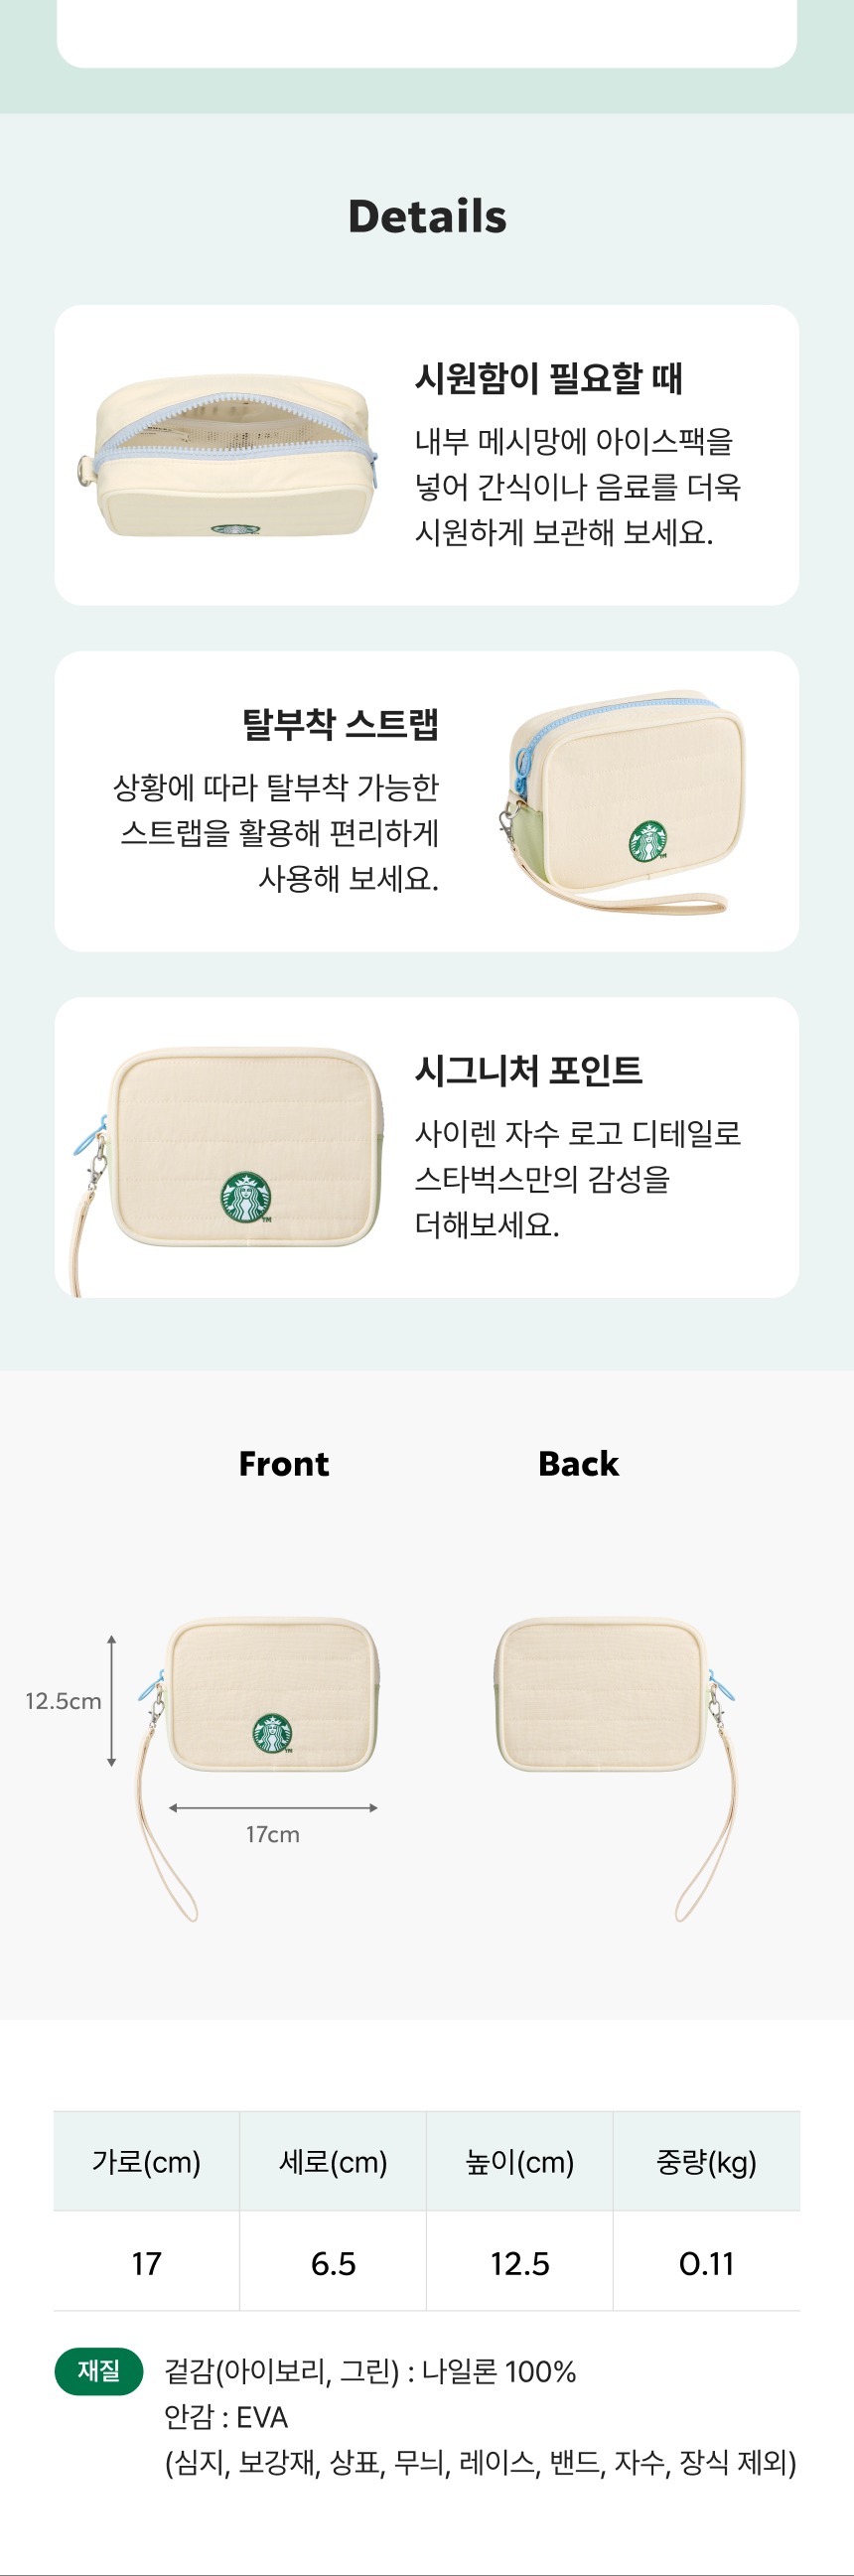 Details
시원함이 필요할 때
내부 메시망에 아이스팩을
넣어 간식이나 음료를 더욱
시원하게 보관해 보세요.
탈부착 스트랩
상황에 따라 탈부착 가능한
스트랩을 활용해 편리하게
사용해 보세요.
시그니처 포인트
사이렌 자수 로고 디테일로
스타벅스만의 감성을
더해보세요.
TM
Front
Back
12.5cm
17cm
가로(cm) 세로(cm) 높이(cm) 중량(kg)
17 6.5 12.5 0.11
재질 겉감(아이보리, 그린) : 나일론 100%
안감 : EVA
(심지, 보강재, 상표, 무늬, 레이스, 밴드, 자수, 장식 제외)